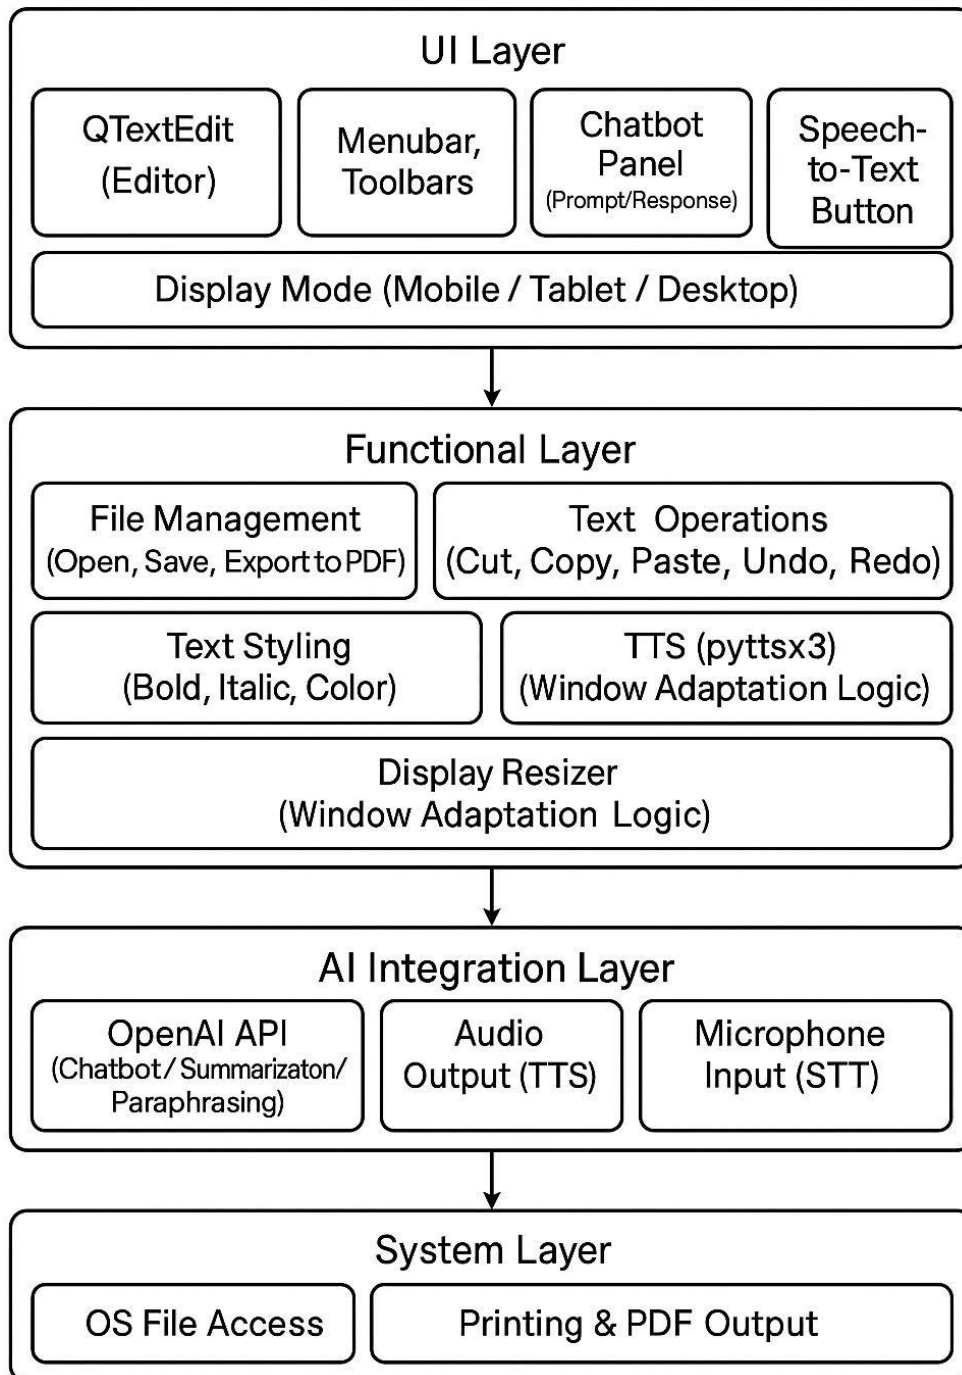 UI Layer
QTextEdit
(Editor)
Menubar,
Toolbars
Chatbot
Panel
(Prompt/Response)
Speech-
to-Text
Button
Display Mode (Mobile / Tablet / Desktop)
Functional Layer
File Management
(Open, Save, Export to PDF)
Text Operations
(Cut, Copy, Paste, Undo, Redo)
Text Styling
(Bold, Italic, Color)
TTS (pyttsx3)
(Window Adaptation Logic)
Display Resizer
(Window Adaptation Logic)
AI Integration Layer
OpenAI API
(Chatbot / Summarizaton/
Paraphrasing)
Audio
Output (TTS)
Microphone
Input (STT)
System Layer
OS File Access
Printing & PDF Output